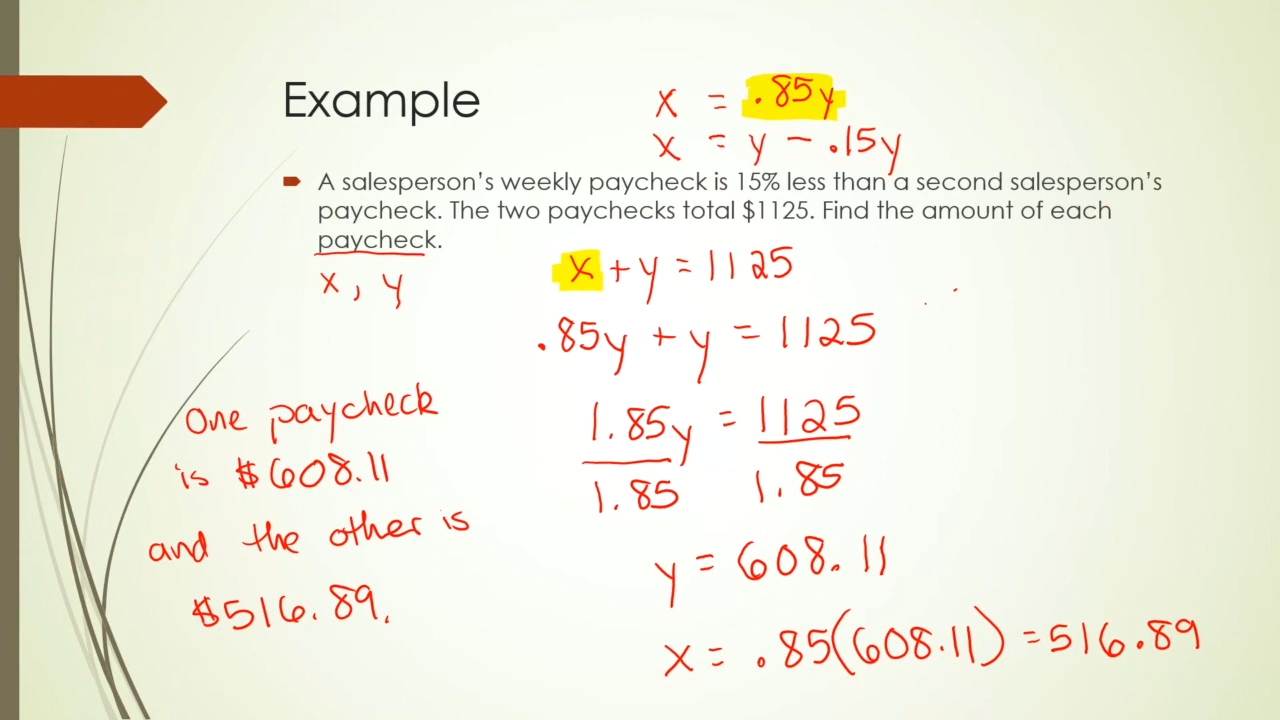 Example
x = .85y
x = y - .15y
A salesperson's weekly paycheck is 15% less than a second salesperson's
paycheck. The two paychecks total $1125. Find the amount of each
paycheck.
x, y
x + y = 1125
.85y + y = 1125
1.85y = 1125
1.85 1.85
y = 608.11
x = .85(608.11) = 516.89
One paycheck
is $608.11
and the other is
$516.89.